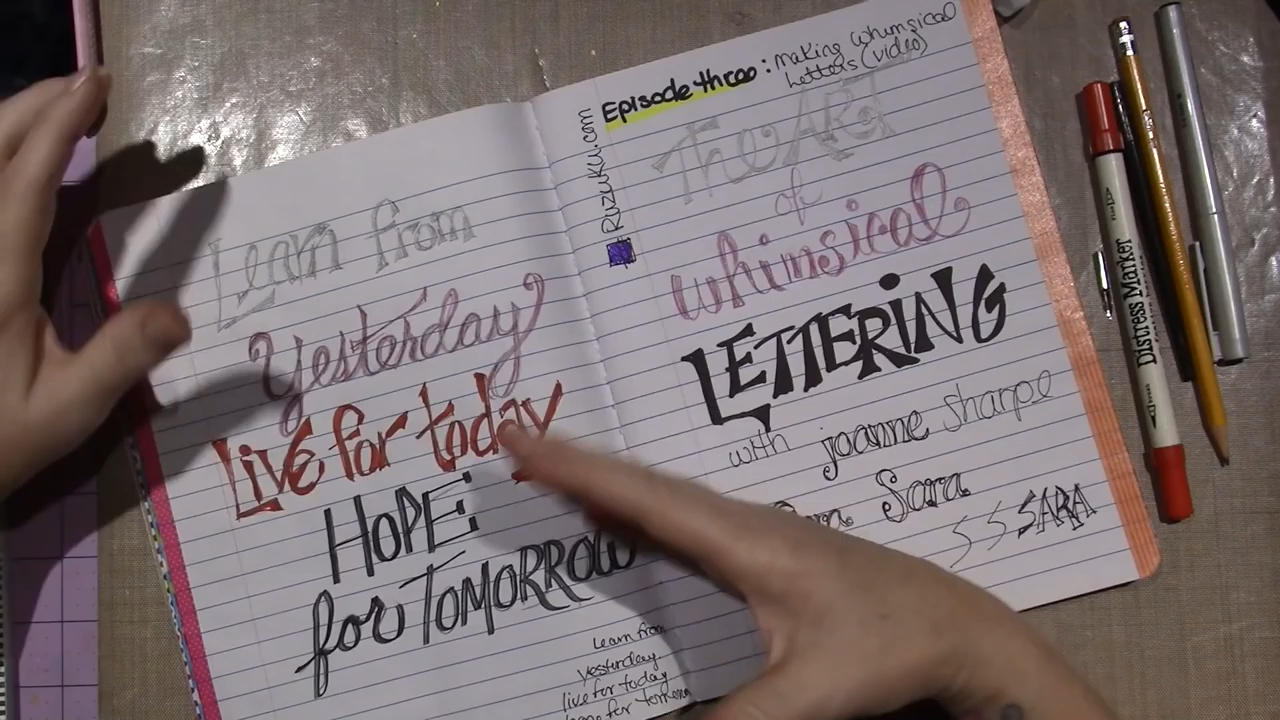 Learn from
Yesterday
Live for today
HOPE
for TOMORROW
Learn from
yesterday
live for today
for
Ruzuku.com
Episode three: making whimsical
Letters (video)
The ART
of
whimsical
LETTERING
with joanne sharpe
Sara
S S SARA
Distress Marker